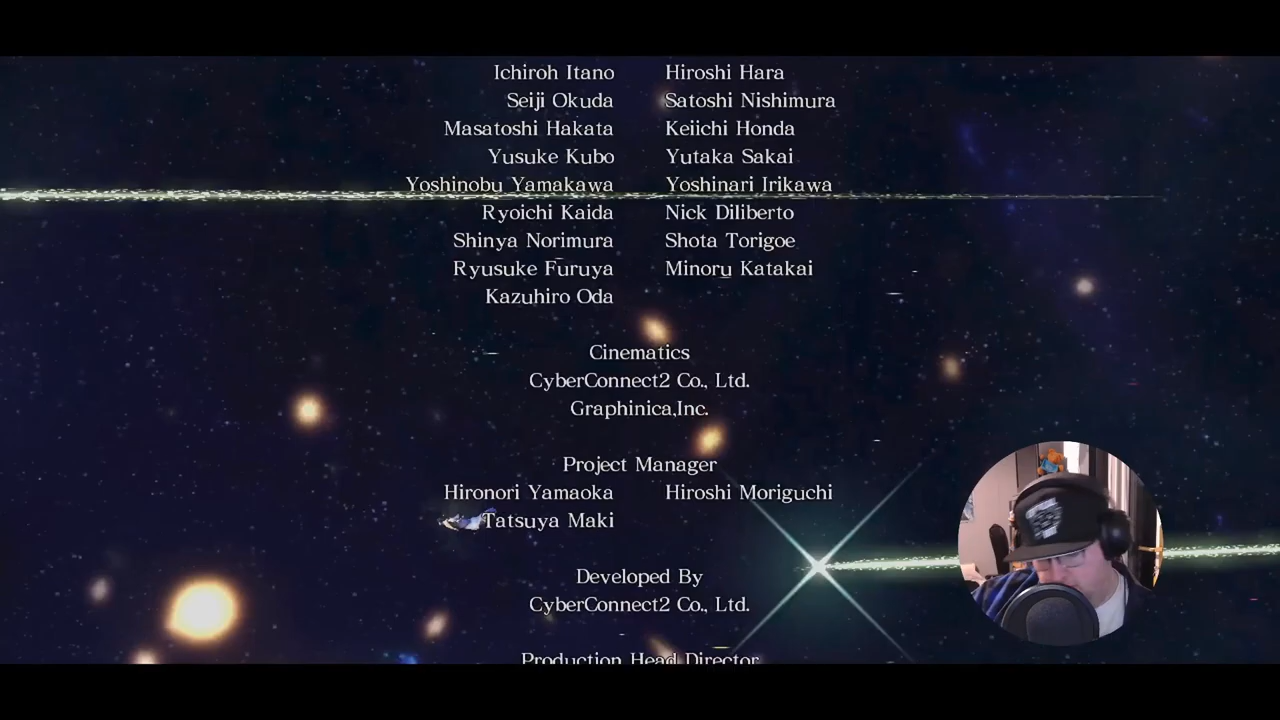 Ichiroh Itano Hiroshi Hara
Seiji Okuda Satoshi Nishimura
Masatoshi Hakata Keiichi Honda
Yusuke Kubo Yutaka Sakai
Yoshinobu Yamakawa Yoshinari Irikawa
Ryoichi Kaida Nick Diliberto
Shinya Norimura Shota Torigoe
Ryusuke Furuya Minoru Katakai
Kazuhiro Oda
Cinematics
CyberConnect2 Co., Ltd.
Graphinica,Inc.
Project Manager
Hironori Yamaoka Hiroshi Moriguchi
Tatsuya Maki
Developed By
CyberConnect2 Co., Ltd.
Production Head Director